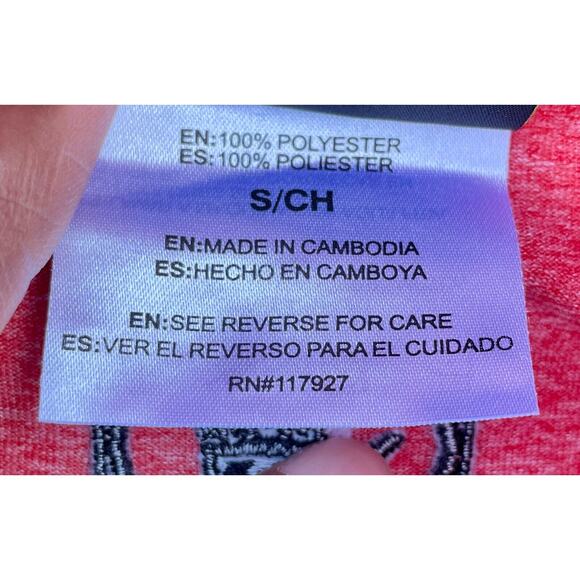 EN:100% POLYESTER
ES:100% POLIESTER
S/CH
EN:MADE IN CAMBODIA
ES:HECHO EN CAMBOYA
EN:SEE REVERSE FOR CARE
ES:VER EL REVERSO PARA EL CUIDADO
RN#117927